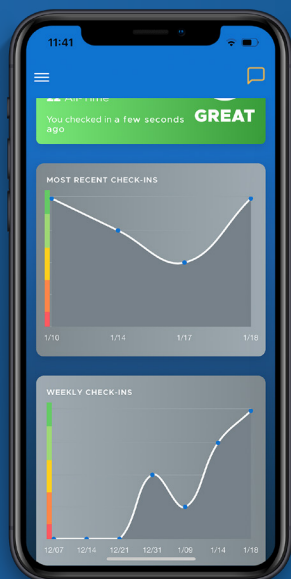 11:41
You checked in a few seconds
ago
GREAT
MOST RECENT CHECK-INS
1/10 1/14 1/17 1/18
WEEKLY CHECK-INS
12/07 12/14 12/21 12/31 1/09 1/14 1/18